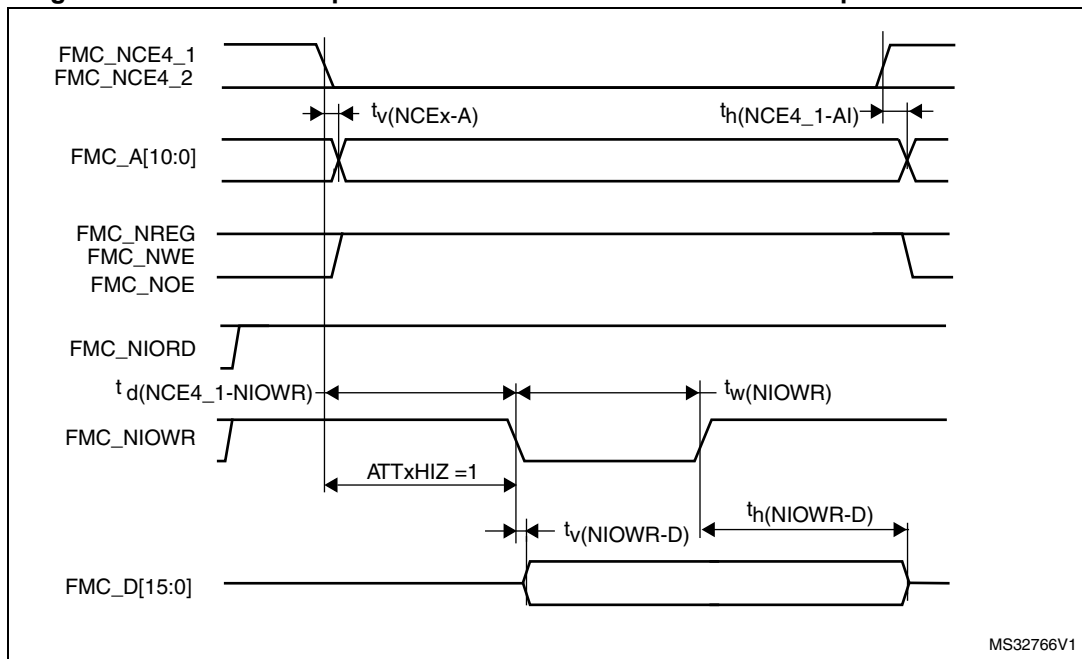 FMC_NCE4_1
FMC_NCE4_2
tv(NCEx-A)
th(NCE4_1-AI)
FMC_A[10:0]
FMC_NREG
FMC_NWE
FMC_NOE
FMC_NIORD
td(NCE4_1-NIOWR)
tw(NIOWR)
FMC_NIOWR
ATTxHIZ =1
th(NIOWR-D)
tv(NIOWR-D)
FMC_D[15:0]
MS32766V1